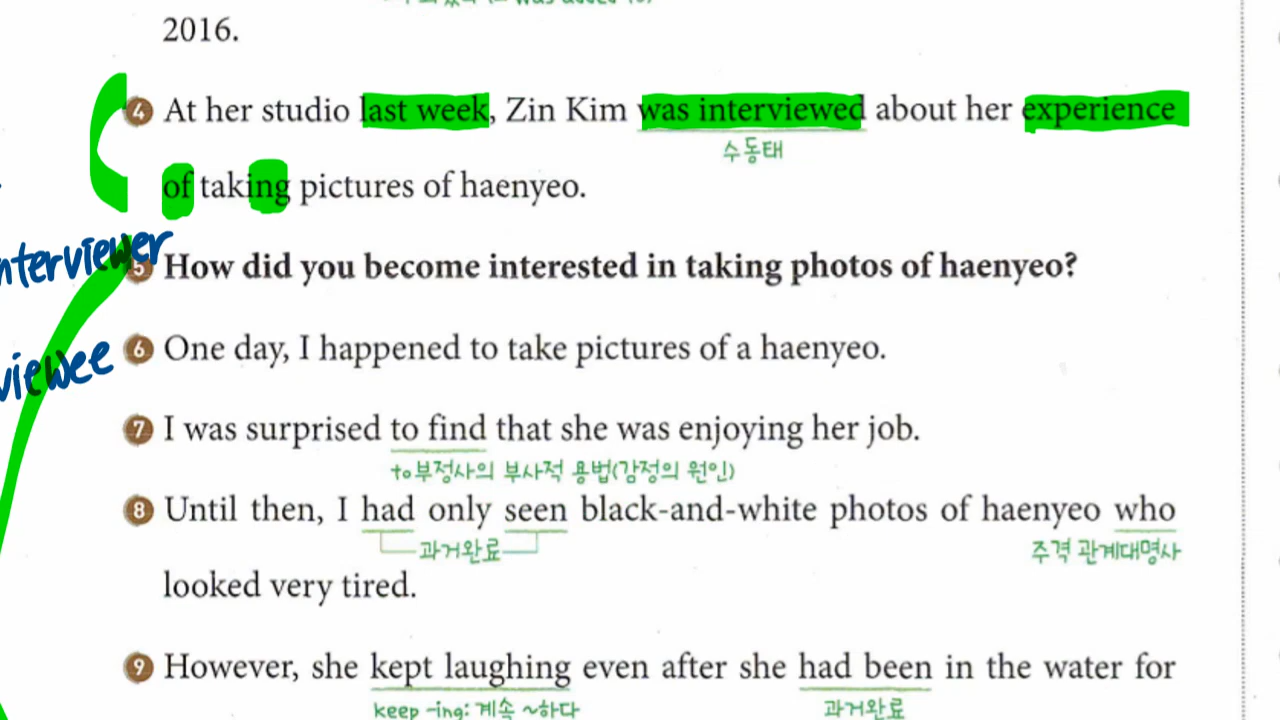 2016.
④ At her studio last week, Zin Kim was interviewed about her experience
수동태
of taking pictures of haenyeo.
⑤ How did you become interested in taking photos of haenyeo?
⑥ One day, I happened to take pictures of a haenyeo.
⑦ I was surprised to find that she was enjoying her job.
to부정사의 부사적 용법(감정의 원인)
⑧ Until then, I had only seen black-and-white photos of haenyeo who
과거완료 주격 관계대명사
looked very tired.
⑨ However, she kept laughing even after she had been in the water for
keep -ing: 계속 ~하다 과거완료